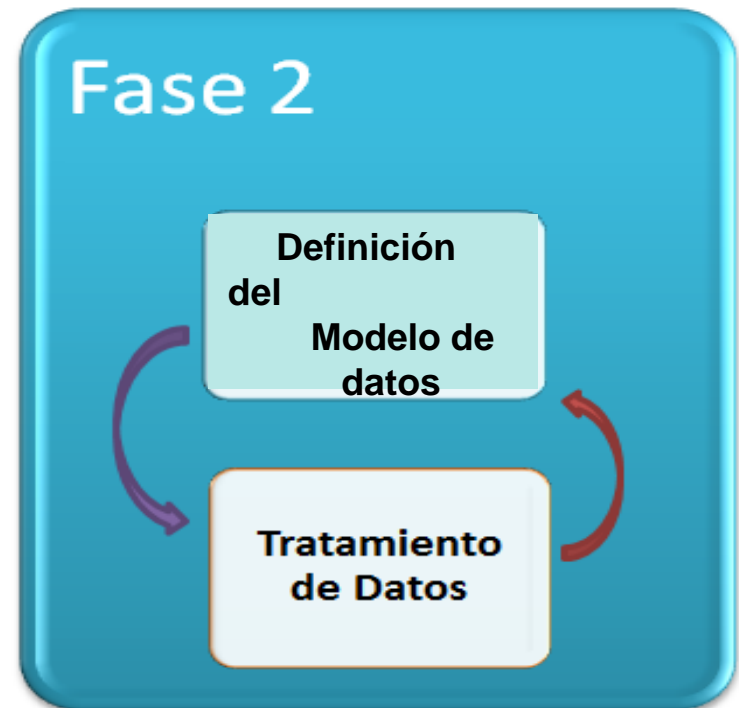 Fase 2
Definición
del
Modelo de
datos
Tratamiento
de Datos